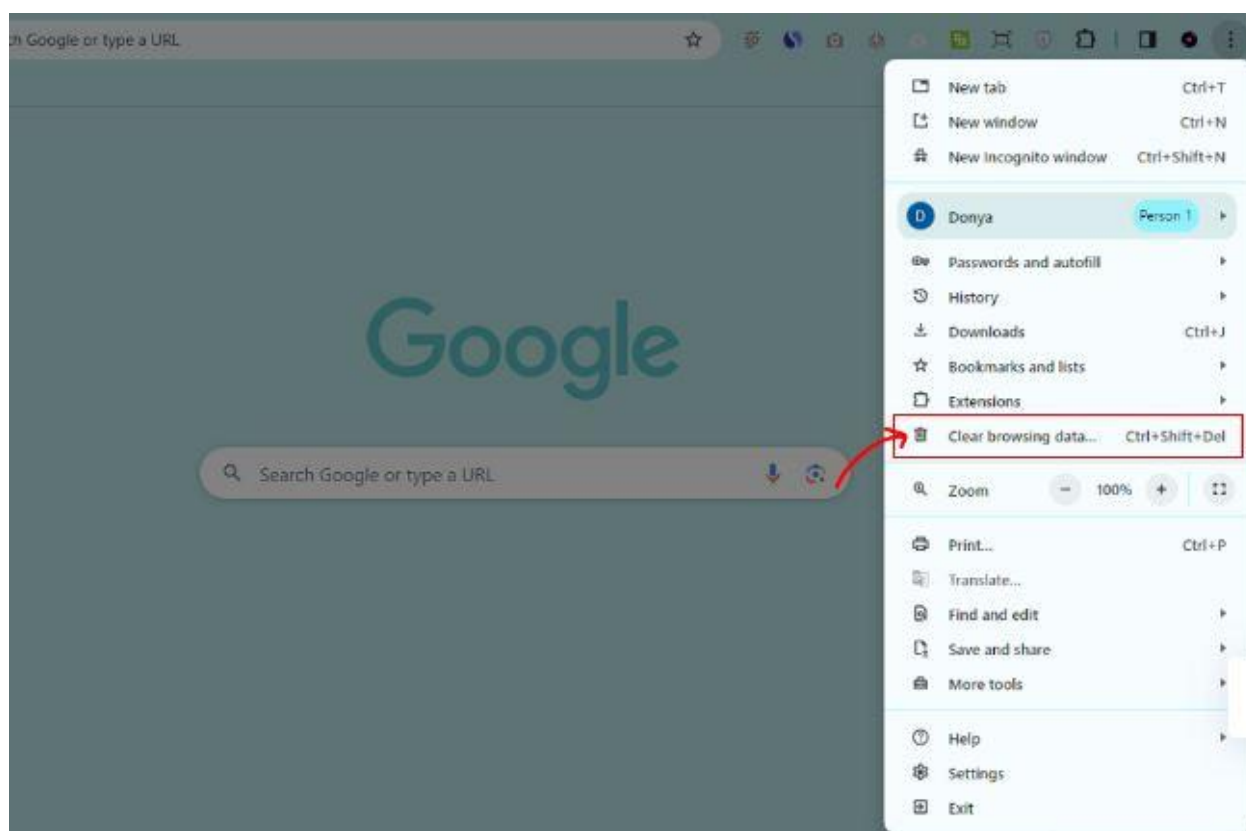 ch Google or type a URL
New tab Ctrl+T
New window Ctrl+N
New Incognito window Ctrl+Shift+N
D Donya Person 1
Passwords and autofill
History
Downloads Ctrl+J
Bookmarks and lists
Extensions
Clear browsing data... Ctrl+Shift+Del
Google
Search Google or type a URL
Zoom - 100% +
Print... Ctrl+P
Translate...
Find and edit
Save and share
More tools
Help
Settings
Exit